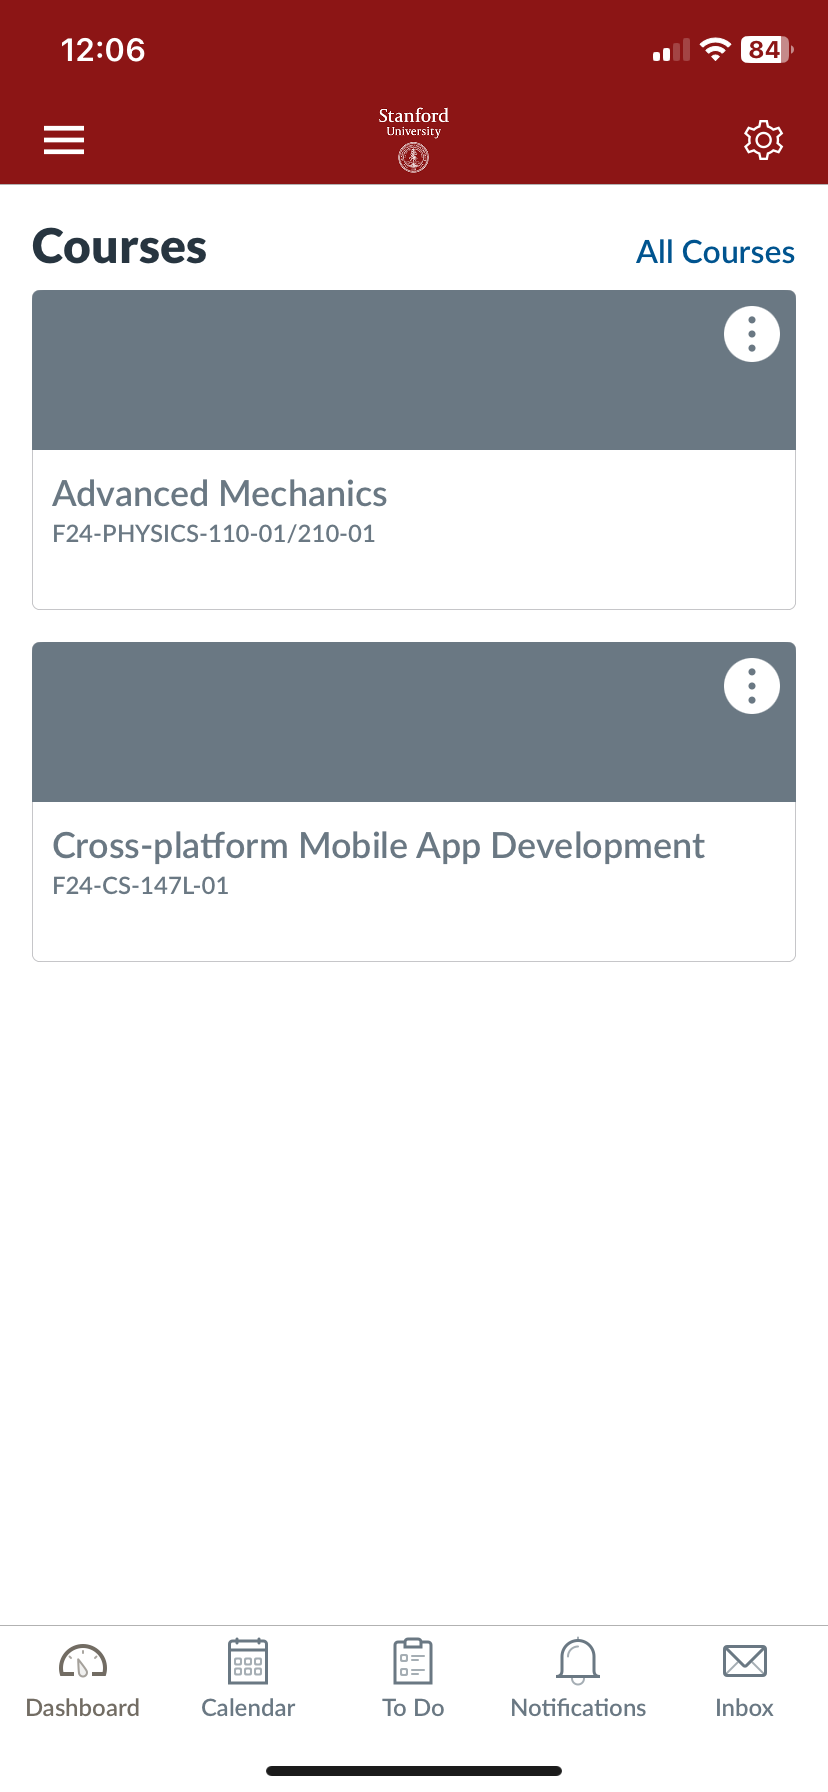 12:06
84
Stanford
University
Courses
All Courses
Advanced Mechanics
F24-PHYSICS-110-01/210-01
Cross-platform Mobile App Development
F24-CS-147L-01
Dashboard
Calendar
To Do
Notifications
Inbox